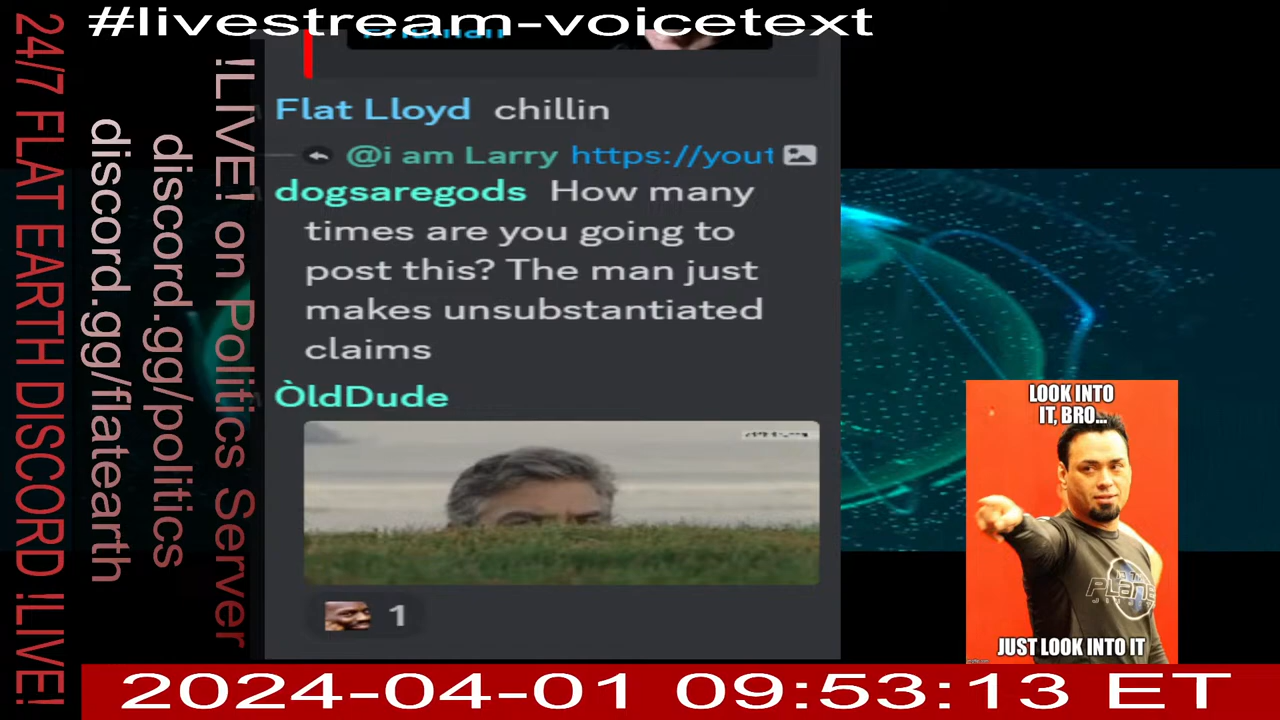 #livestream-voicetext
24/7 FLAT EARTH DISCORD !LIVE!
discord.gg/flatearth
discord.gg/politics
!LIVE! on Politics Server
Flat Lloyd chillin
@i am Larry https://yout
dogsaregods How many
times are you going to
post this? The man just
makes unsubstantiated
claims
ÒldDude
1
LOOK INTO
IT, BRO...
PLANE
JUST LOOK INTO IT
2024-04-01 09:53:13 ET